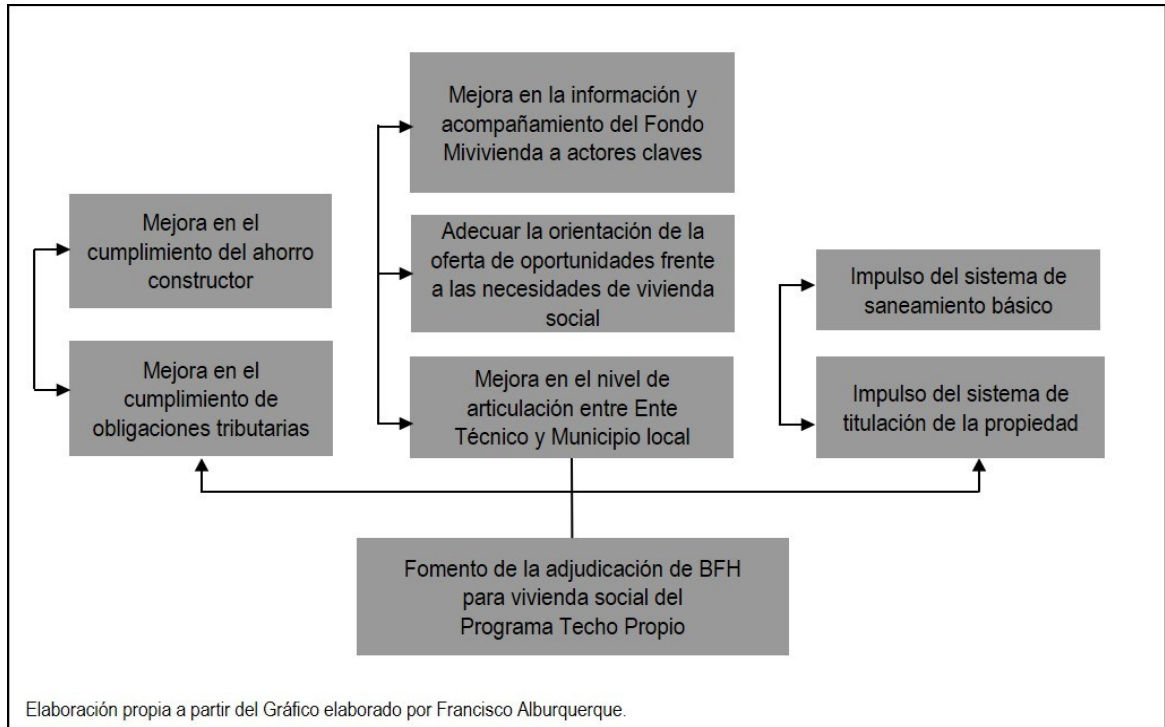 Mejora en la información y
acompañamiento del Fondo
Mivivienda a actores claves
Mejora en el
cumplimiento del ahorro
constructor
Adecuar la orientación de la
oferta de oportunidades frente
a las necesidades de vivienda
social
Impulso del sistema de
saneamiento básico
Mejora en el
cumplimiento de
obligaciones tributarias
Mejora en el nivel de
articulación entre Ente
Técnico y Municipio local
Impulso del sistema de
titulación de la propiedad
Fomento de la adjudicación de BFH
para vivienda social del
Programa Techo Propio
Elaboración propia a partir del Gráfico elaborado por Francisco Alburquerque.